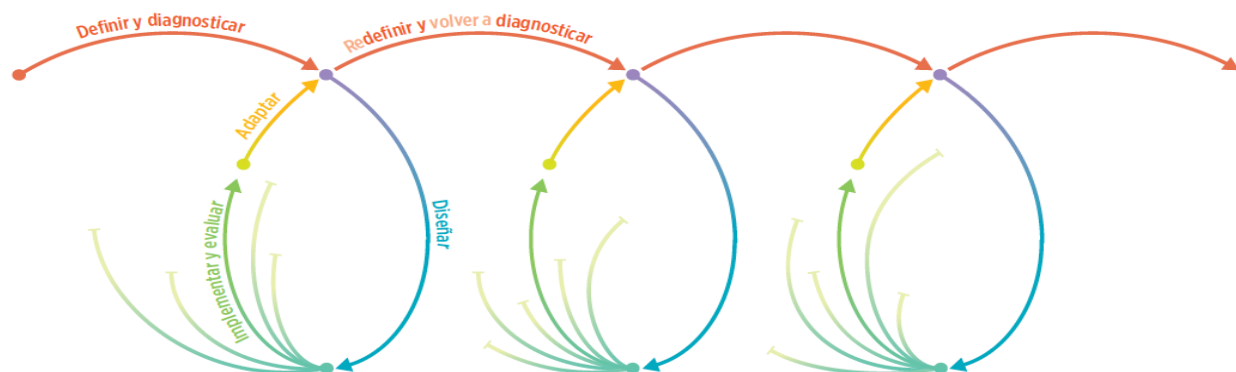 Definir y diagnosticar
Redefinir y volver a diagnosticar
Adaptar
Implementar y evaluar
Diseñar